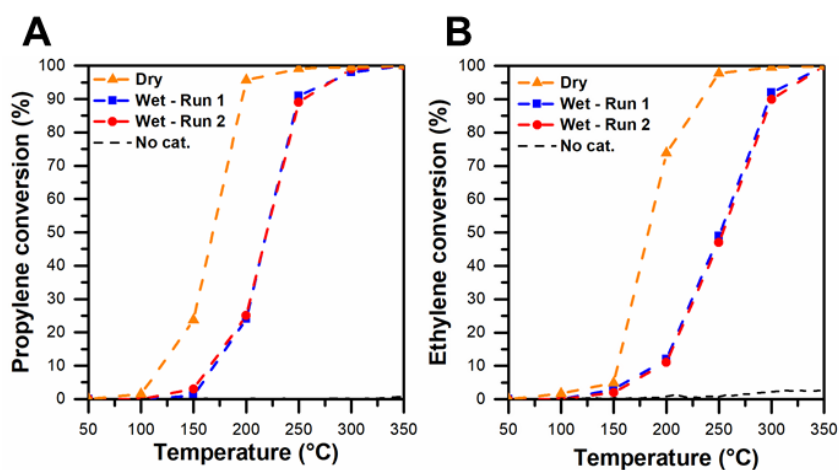 A
Propylene conversion (%)
100
90
80
70
60
50
40
30
20
10
0
Dry
Wet - Run 1
Wet - Run 2
No cat.
50 100 150 200 250 300 350
Temperature (°C)
B
Ethylene conversion (%)
100
90
80
70
60
50
40
30
20
10
0
Dry
Wet - Run 1
Wet - Run 2
No cat.
50 100 150 200 250 300 350
Temperature (°C)